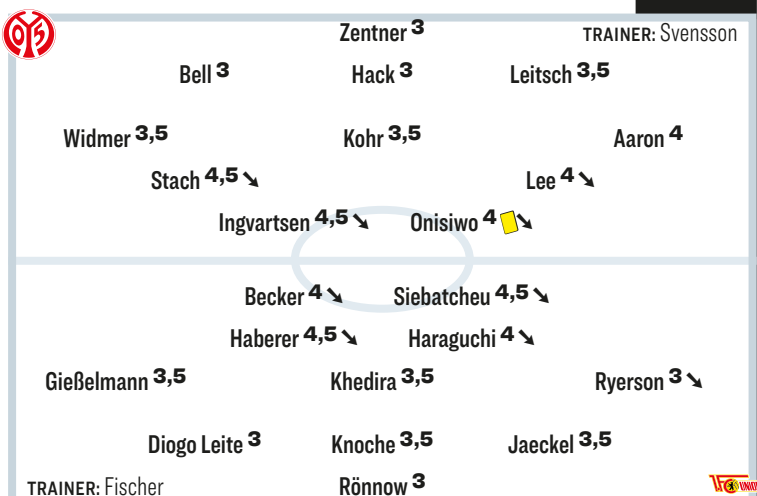 Zentner 3 TRAINER: Svensson
Bell 3 Hack 3 Leitsch 3,5
Widmer 3,5 Kohr 3,5 Aaron 4
Stach 4,5 Lee 4
Ingvartsen 4,5 Onisiwo 4
Becker 4 Siebatcheu 4,5
Haberer 4,5 Haraguchi 4
Gießelmann 3,5 Khedira 3,5 Ryerson 3
Diogo Leite 3 Knoche 3,5 Jaeckel 3,5
TRAINER: Fischer Rönnow 3